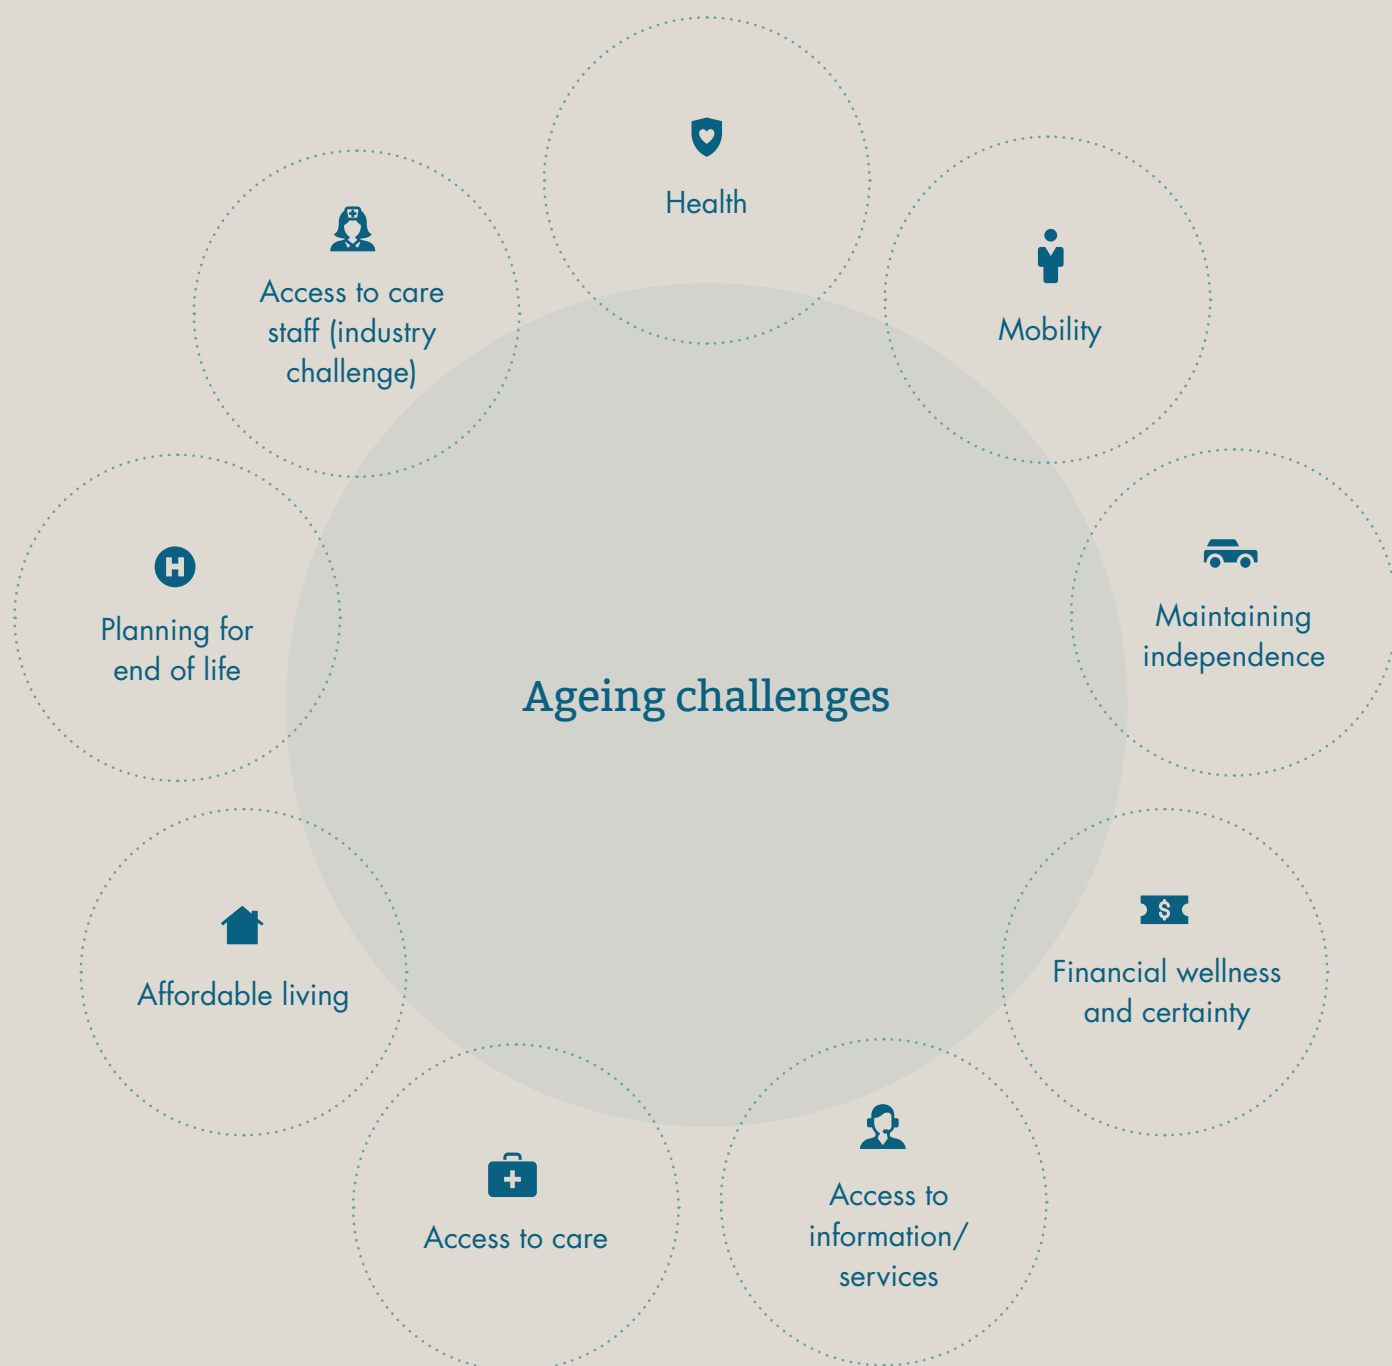 Health
Mobility
Maintaining
independence
Financial wellness
and certainty
Access to
information/
services
Access to care
Affordable living
Planning for
end of life
Access to care
staff (industry
challenge)
Ageing challenges
H
$